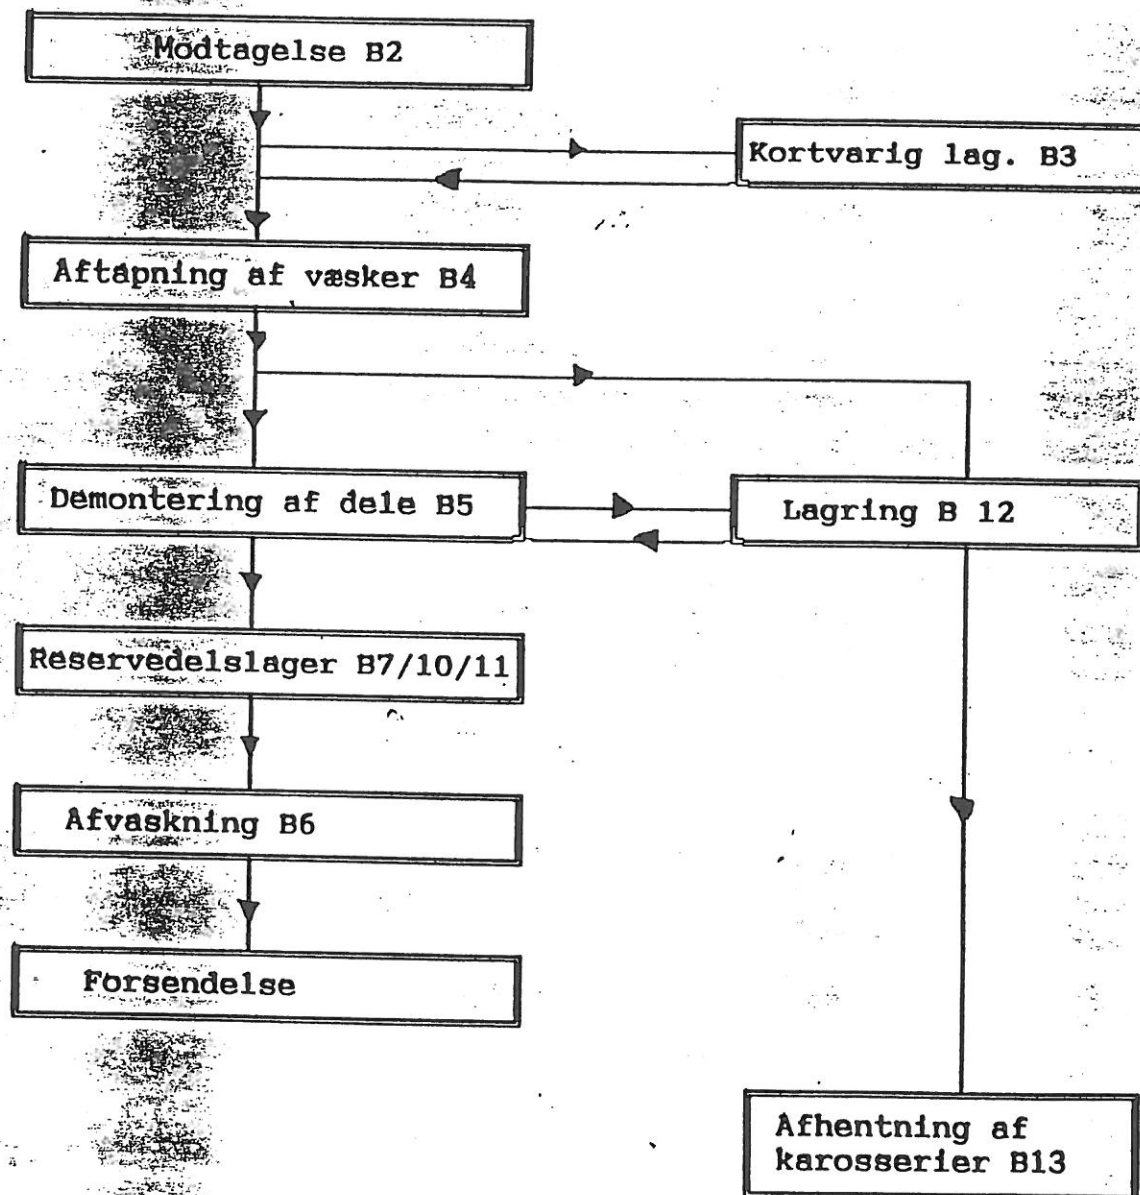 Modtagelse B2
Kortvarig lag. B3
Aftapning af væsker B4
Demontering af dele B5
Lagring B 12
Reservedelslager B7/10/11
Afvaskning B6
Forsendelse
Afhentning af
karosserier B13